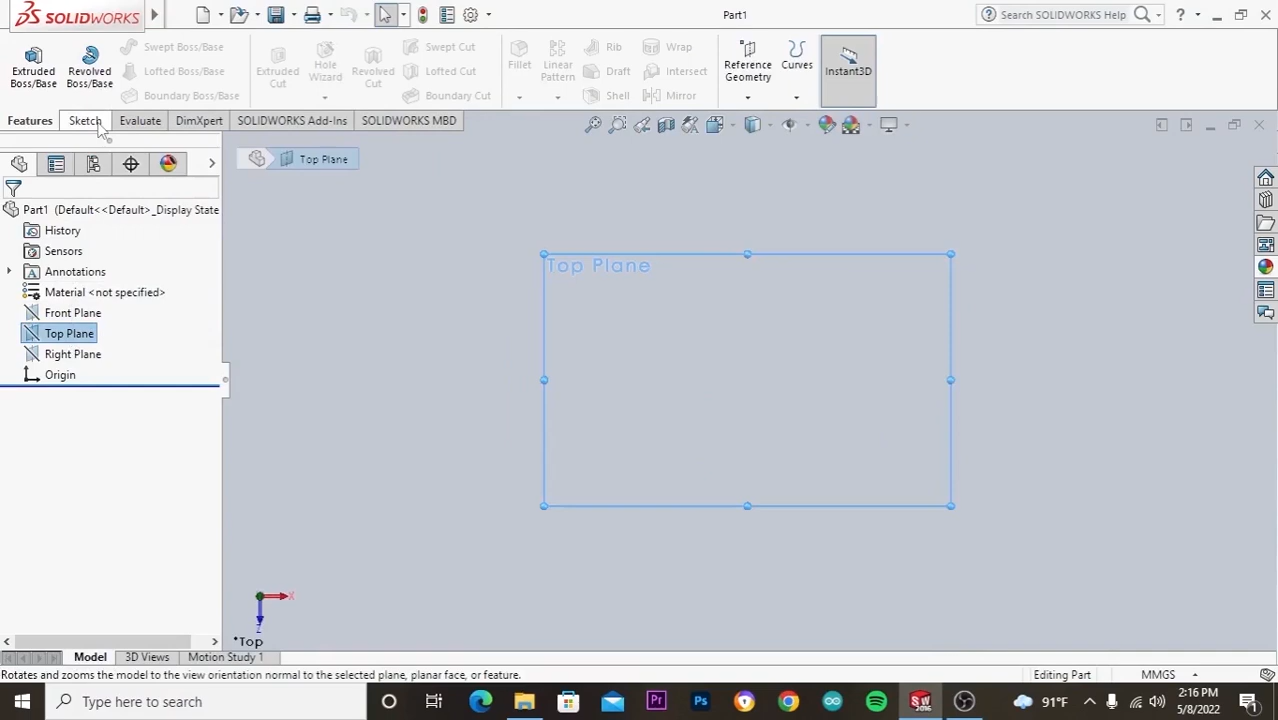 SOLIDWORKS
Part1
Search SOLIDWORKS Help
Extruded Boss/Base
Revolved Boss/Base
Swept Boss/Base
Lofted Boss/Base
Boundary Boss/Base
Extruded Cut
Hole Wizard
Revolved Cut
Swept Cut
Lofted Cut
Boundary Cut
Fillet
Linear Pattern
Rib
Draft
Shell
Wrap
Intersect
Mirror
Reference Geometry
Curves
Instant3D
Features
Sketch
Evaluate
DimXpert
SOLIDWORKS Add-Ins
SOLIDWORKS MBD
Top Plane
Part1 (Default<<Default>_Display State
History
Sensors
Annotations
Material <not specified>
Front Plane
Top Plane
Right Plane
Origin
Top Plane
X
Z
*Top
Model
3D Views
Motion Study 1
Rotates and zooms the model to the view orientation normal to the selected plane, planar face, or feature.
Editing Part
MMGS
Type here to search
Pr
Ps
SW
2016
91°F
2:16 PM
5/8/2022
1